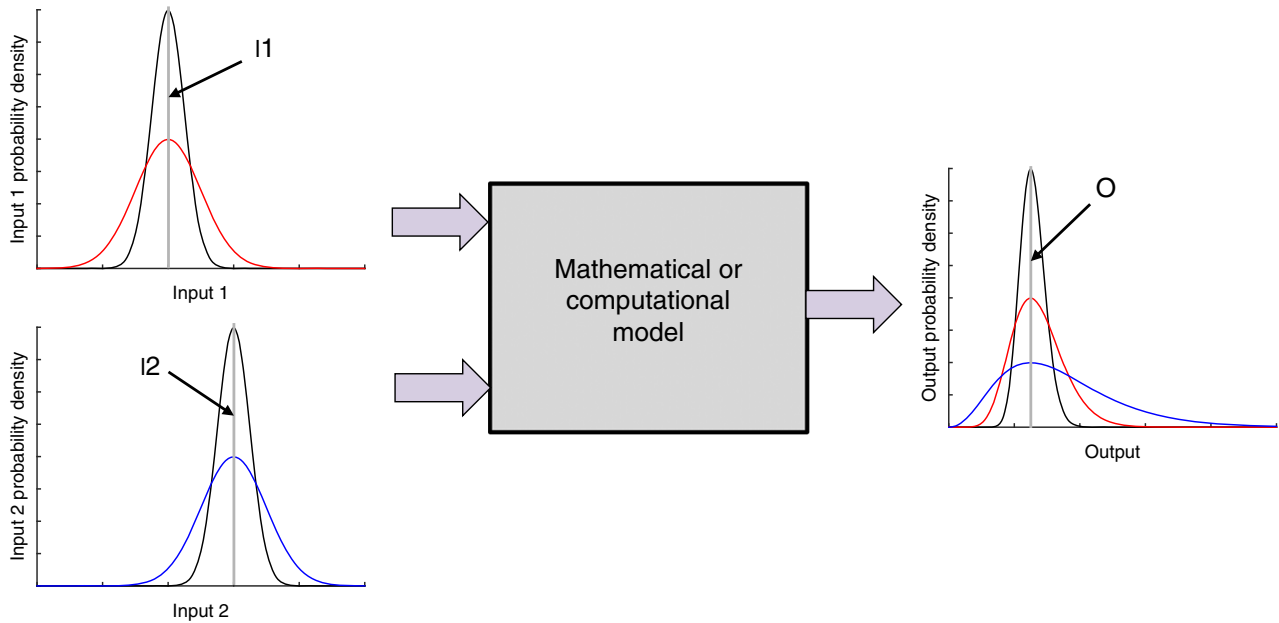 Input 1 probability density
I1
Input 1
Input 2 probability density
I2
Input 2
Mathematical or
computational
model
Output probability density
O
Output